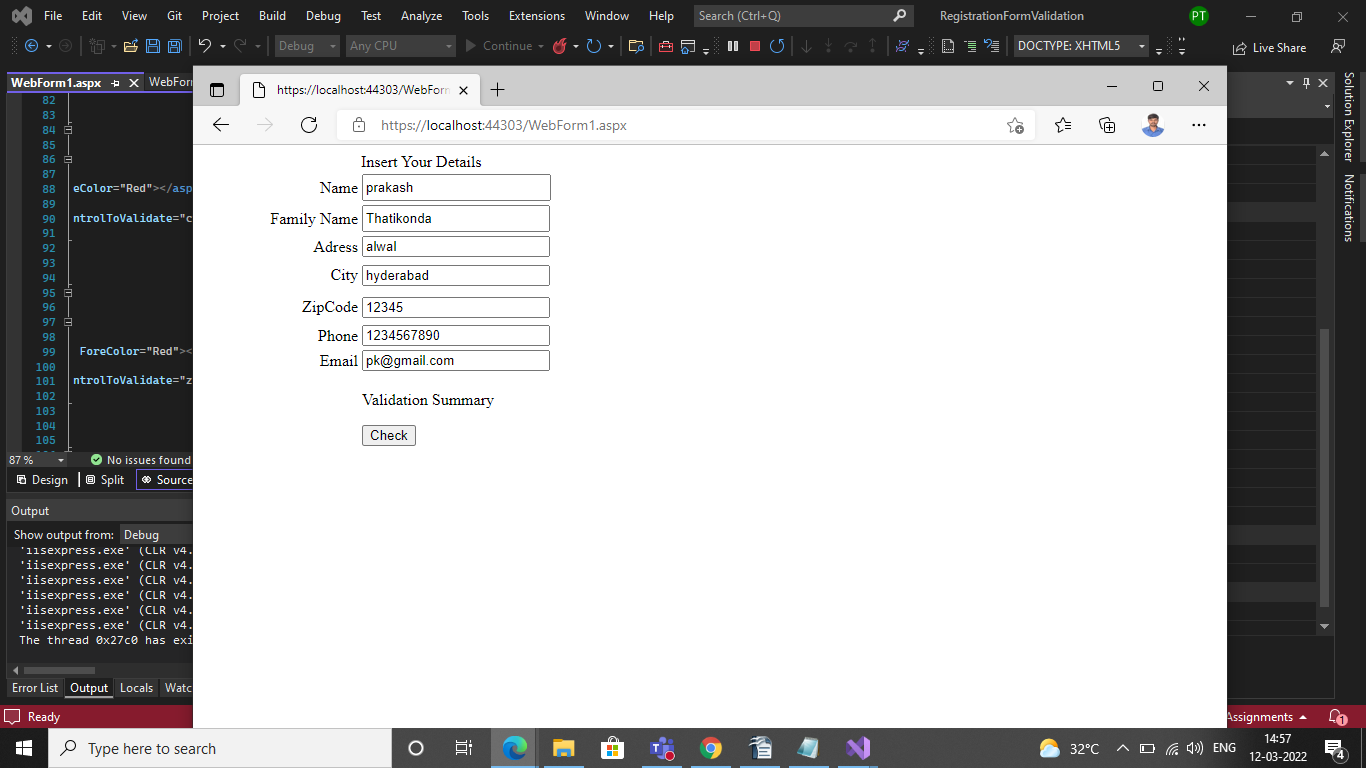 File Edit View Git Project Build Debug Test Analyze Tools Extensions Window Help Search (Ctrl+Q) RegistrationFormValidation PT
Debug Any CPU Continue DOCTYPE: XHTML5 Live Share
WebForm1.aspx WebForm
https://localhost:44303/WebForm
https://localhost:44303/WebForm1.aspx
Solution Explorer
Notifications
82
83
84
85
86
87
88 eColor="Red"></asp
89
90 ntrolToValidate="c
91
92
93
94
95
96
97
98
99 ForeColor="Red"><
100
101 ntrolToValidate="z
102
103
104
105
87 % No issues found
Design Split Source
Insert Your Details
Name prakash
Family Name Thatikonda
Adress alwal
City hyderabad
ZipCode 12345
Phone 1234567890
Email pk@gmail.com
Validation Summary
Check
Output
Show output from: Debug
'iisexpress.exe' (CLR v4.
'iisexpress.exe' (CLR v4.
'iisexpress.exe' (CLR v4.
'iisexpress.exe' (CLR v4.
'iisexpress.exe' (CLR v4.
'iisexpress.exe' (CLR v4.
The thread 0x27c0 has exi
Error List Output Locals Watc
Ready Assignments 1
Type here to search 32°C ENG 14:57
12-03-2022 4